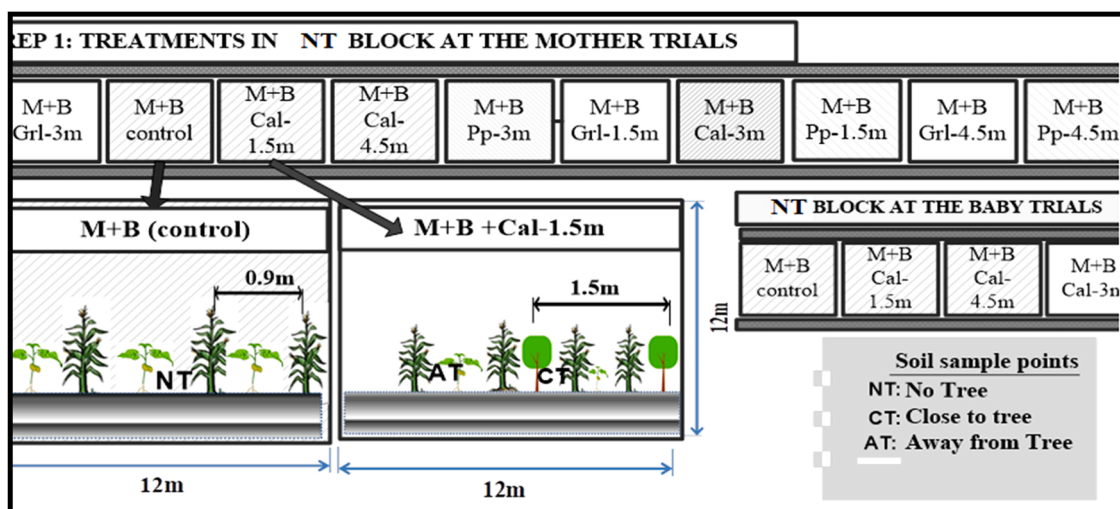 REP 1: TREATMENTS IN NT BLOCK AT THE MOTHER TRIALS
M+B
Grl-3m
M+B
control
M+B
Cal-
1.5m
M+B
Cal-
4.5m
M+B
Pp-3m
M+B
Grl-1.5m
M+B
Cal-3m
M+B
Pp-1.5m
M+B
Grl-4.5m
M+B
Pp-4.5m
M+B (control)
0.9m
NT
12m
M+B +Cal-1.5m
1.5m
AT
CT
12m
12m
NT BLOCK AT THE BABY TRIALS
M+B
control
M+B
Cal-
1.5m
M+B
Cal-
4.5m
M+B
Cal-3m
Soil sample points
NT: No Tree
CT: Close to tree
AT: Away from Tree